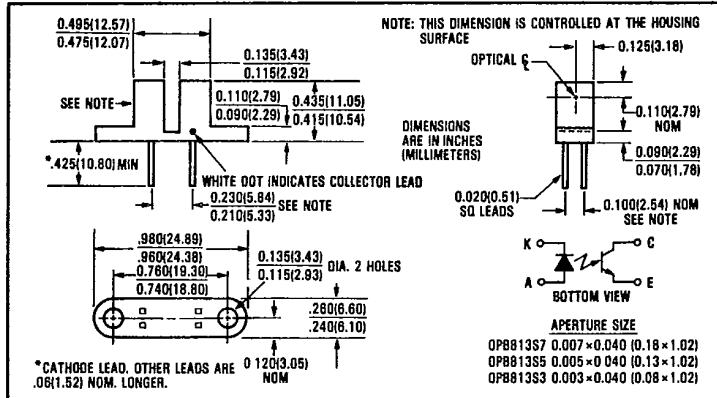 0.495(12.57)
0.475(12.07)
0.135(3.43)
0.115(2.92)
SEE NOTE
0.110(2.79)
0.090(2.29)
0.435(11.05)
0.415(10.54)
*.425(10.80) MIN
WHITE DOT INDICATES COLLECTOR LEAD
0.230(5.84)
0.210(5.33)
SEE NOTE
NOTE: THIS DIMENSION IS CONTROLLED AT THE HOUSING
SURFACE
0.125(3.18)
OPTICAL ℄
0.110(2.79)
NOM
DIMENSIONS
ARE IN INCHES
(MILLIMETERS)
0.090(2.29)
0.070(1.78)
0.020(0.51)
SQ LEADS
0.100(2.54) NOM
SEE NOTE
.980(24.89)
.960(24.38)
0.760(19.30)
0.740(18.80)
0.135(3.43)
0.115(2.93)
DIA. 2 HOLES
.260(6.60)
.240(6.10)
0.120(3.05)
NOM
*CATHODE LEAD, OTHER LEADS ARE
.06(1.52) NOM. LONGER.
K
C
A
E
BOTTOM VIEW
APERTURE SIZE
OPB813S7 0.007×0.040 (0.18×1.02)
OPB813S5 0.005×0.040 (0.13×1.02)
OPB813S3 0.003×0.040 (0.08×1.02)